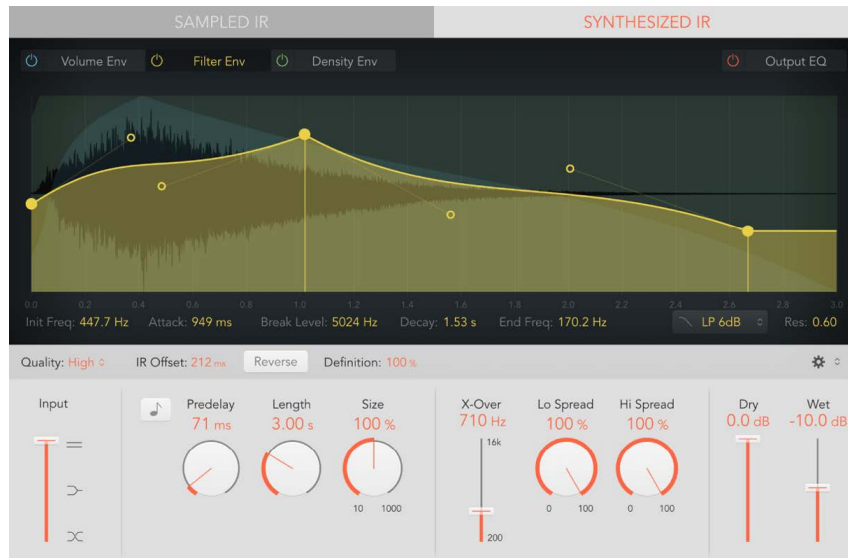 SAMPLED IR SYNTHESIZED IR
Volume Env Filter Env Density Env Output EQ
0.0 0.2 0.4 0.6 0.8 1.0 1.2 1.4 1.6 1.8 2.0 2.2 2.4 2.6 2.8 3.0
Init Freq: 447.7 Hz Attack: 949 ms Break Level: 5024 Hz Decay: 1.53 s End Freq: 170.2 Hz LP 6dB Res: 0.60
Quality: High IR Offset: 212 ms Reverse Definition: 100 %
Input Predelay Length Size X-Over Lo Spread Hi Spread Dry Wet
71 ms 3.00 s 100 % 710 Hz 100 % 100 % 0.0 dB -10.0 dB
16k
10 1000 0 100 0 100
200